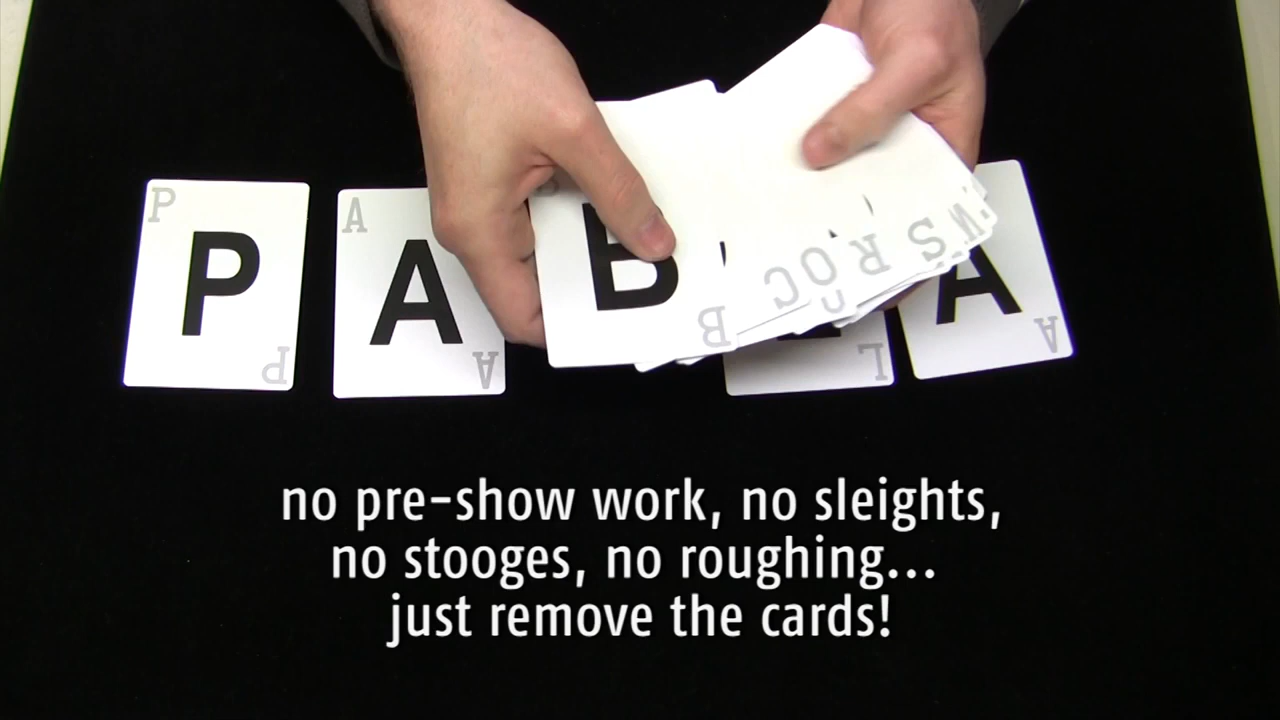 P A B A
P A
P A B L A
C O R S W
no pre-show work, no sleights,
no stooges, no roughing...
just remove the cards!